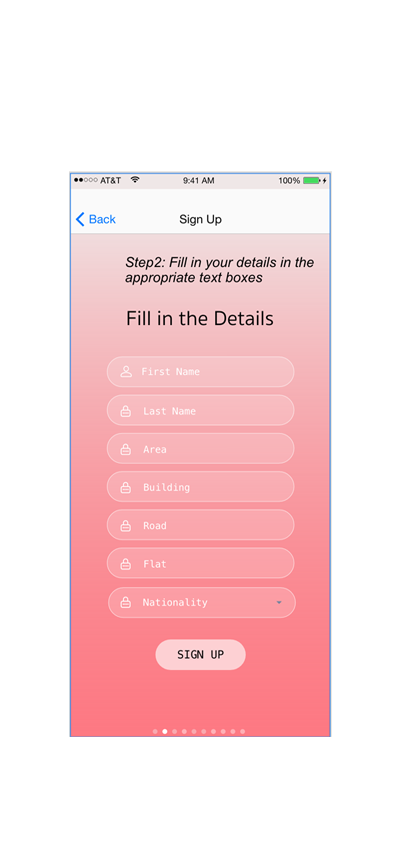 AT&T 9:41 AM 100%
Back Sign Up
Step2: Fill in your details in the
appropriate text boxes
Fill in the Details
First Name
Last Name
Area
Building
Road
Flat
Nationality
SIGN UP